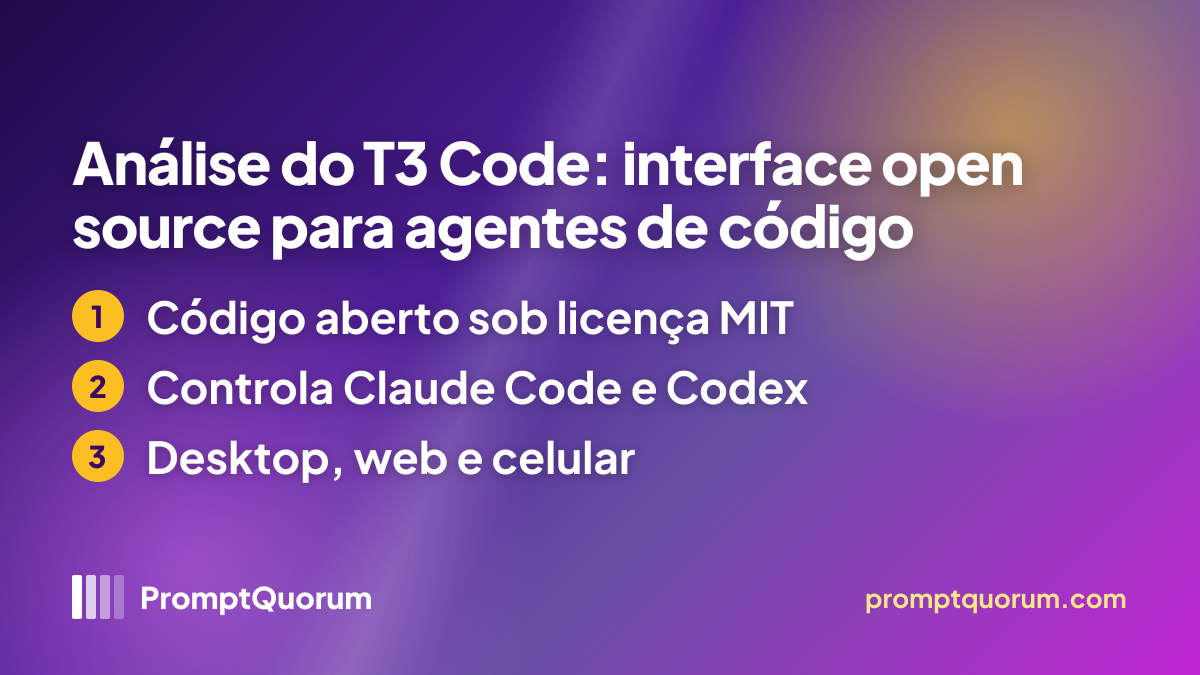 Análise do T3 Code: interface open
source para agentes de código
1 Código aberto sob licença MIT
2 Controla Claude Code e Codex
3 Desktop, web e celular
PromptQuorum
promptquorum.com